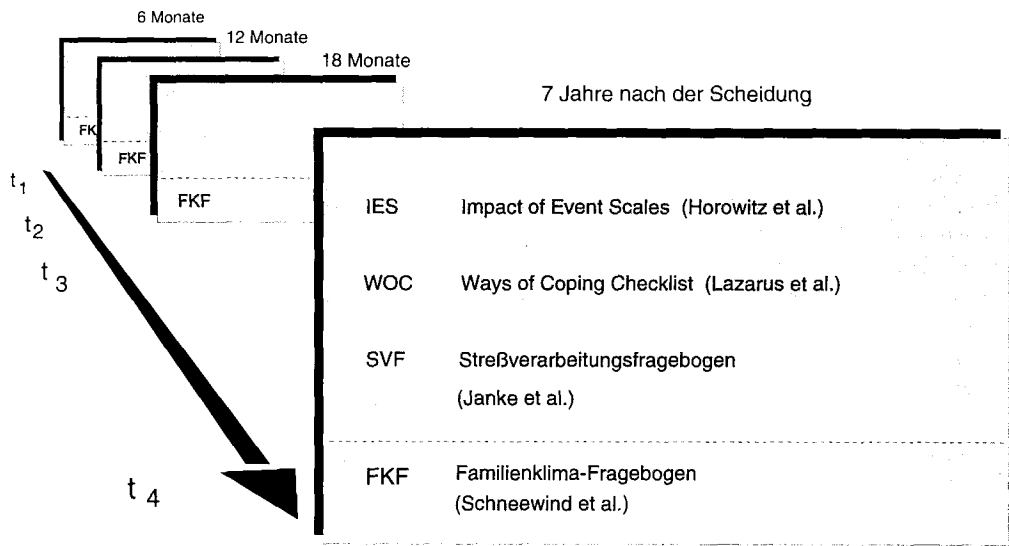 6 Monate
12 Monate
18 Monate
7 Jahre nach der Scheidung
FK
FKF
FKF
t1
t2
t3
t4
IES Impact of Event Scales (Horowitz et al.)
WOC Ways of Coping Checklist (Lazarus et al.)
SVF Streßverarbeitungsfragebogen
(Janke et al.)
FKF Familienklima-Fragebogen
(Schneewind et al.)